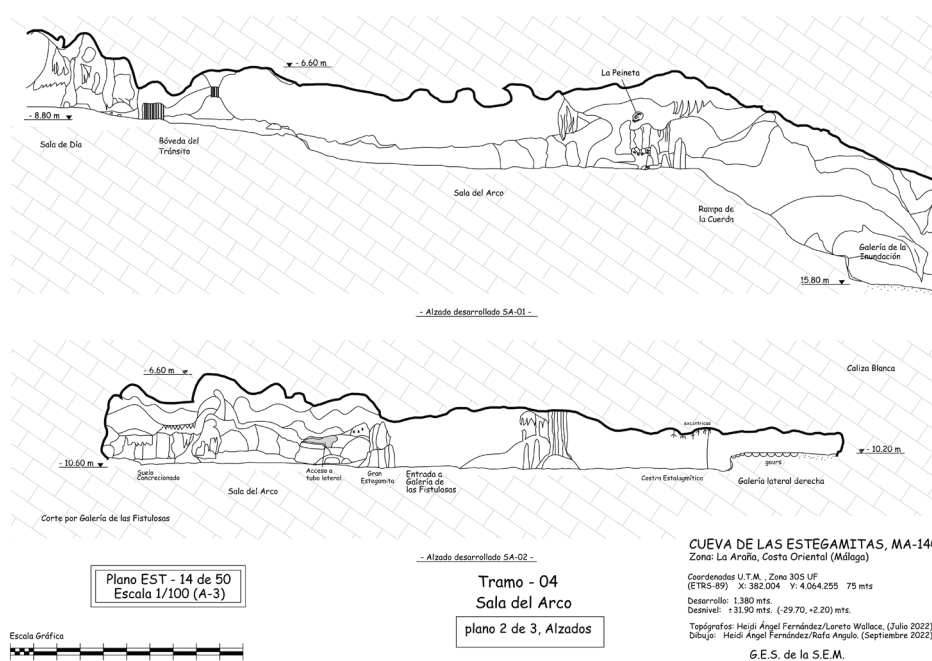 - 6.60 m
La Peineta
- 8.80 m
Sala de Día
Bóveda del
Tránsito
Sala del Arco
Rampa de
la Cuerda
Galería de la
Inundación
15.80 m
- Alzado desarrollado SA-01 -
- 6.60 m
Caliza Blanca
excéntricas
- 10.60 m
- 10.20 m
Suelo
Concrecionado
Acceso a
tubo lateral
Gran
Estegamita
Entrada a
Galería de
las Fistulosas
gours
Costra Estalagmítica
Galería lateral derecha
Sala del Arco
Corte por Galería de las Fistulosas
- Alzado desarrollado SA-02 -
Plano EST - 14 de 50
Escala 1/100 (A-3)
Tramo - 04
Sala del Arco
plano 2 de 3, Alzados
CUEVA DE LAS ESTEGAMITAS, MA-140
Zona: La Araña, Costa Oriental (Málaga)
Coordenadas U.T.M. , Zona 30S UF
(ETRS-89) X: 382.004 Y: 4.064.255 75 mts
Desarrollo: 1.380 mts.
Desnivel: ±31.90 mts. (-29.70, +2.20) mts.
Topógrafos: Heidi Ángel Fernández/Loreto Wallace, (Julio 2022)
Dibujo: Heidi Ángel Fernández/Rafa Angulo. (Septiembre 2022)
G.E.S. de la S.E.M.
Escala Gráfica